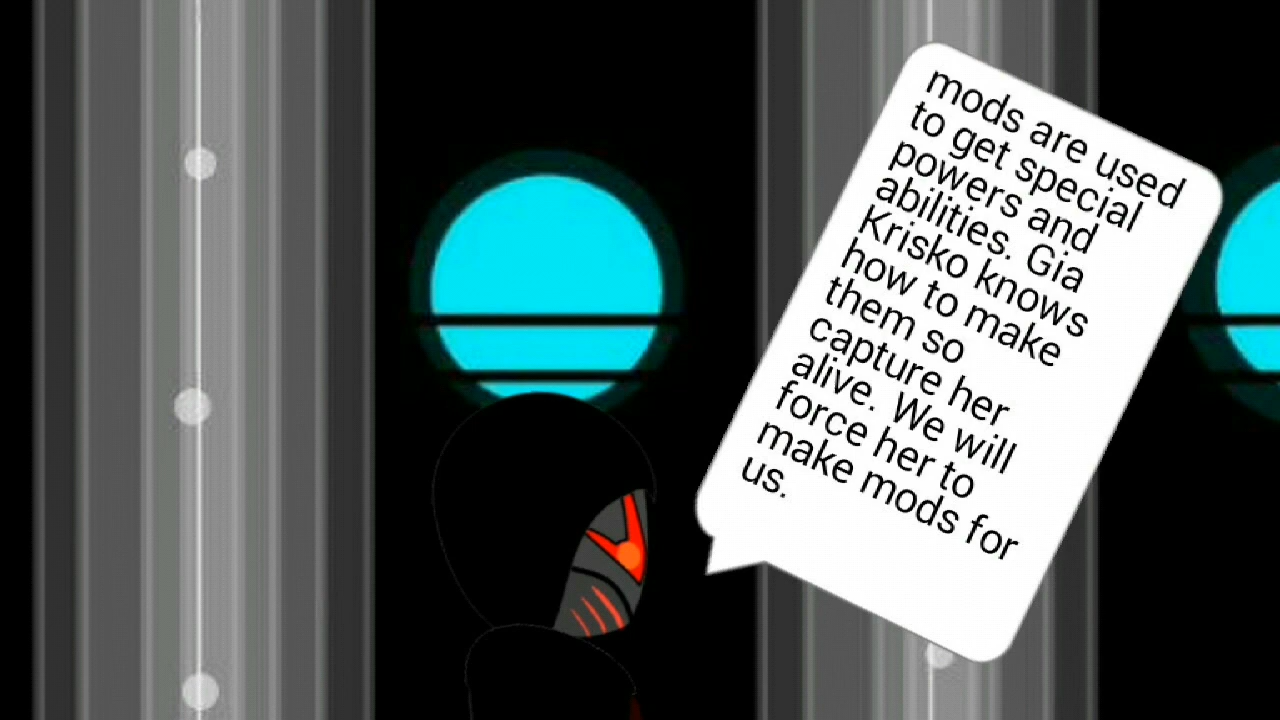 mods are used
to get special
powers and
abilities. Gia
Krisko knows
how to make
them so
capture her
alive. We will
force her to
make mods for
us.